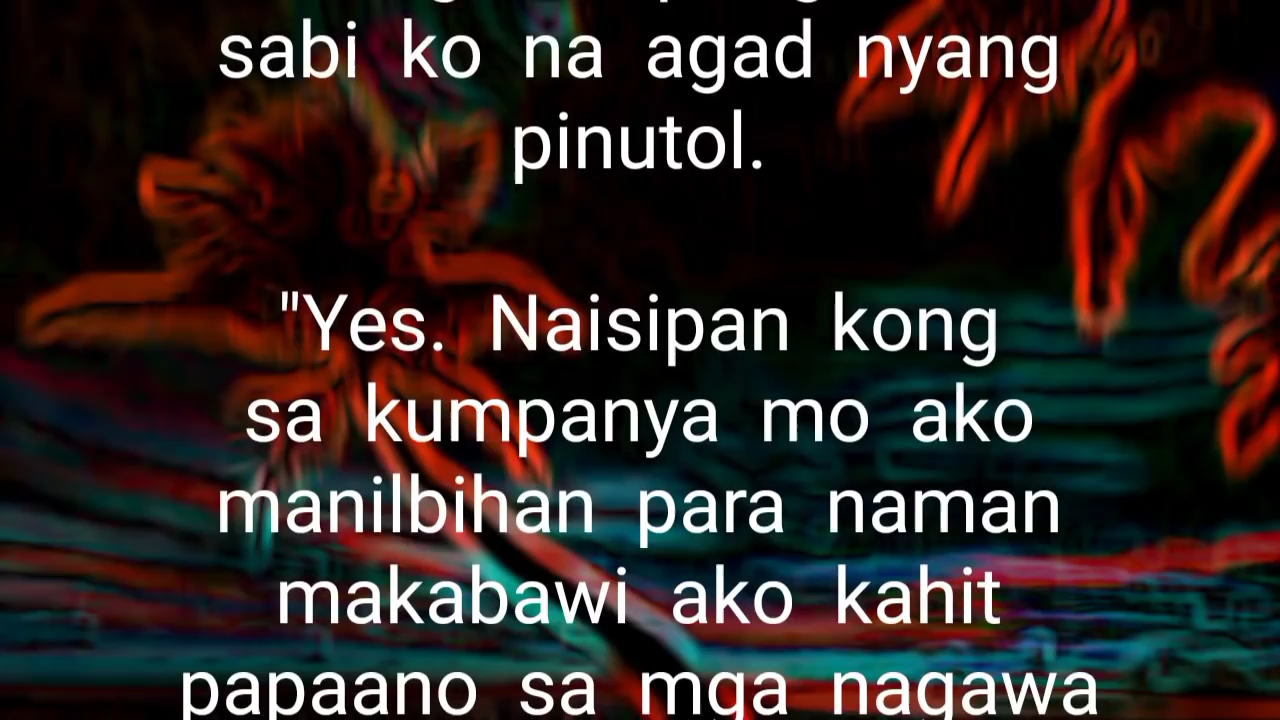 sabi ko na agad nyang
pinutol.
"Yes. Naisipan kong
sa kumpanya mo ako
manilbihan para naman
makabawi ako kahit
papaano sa mga nagawa